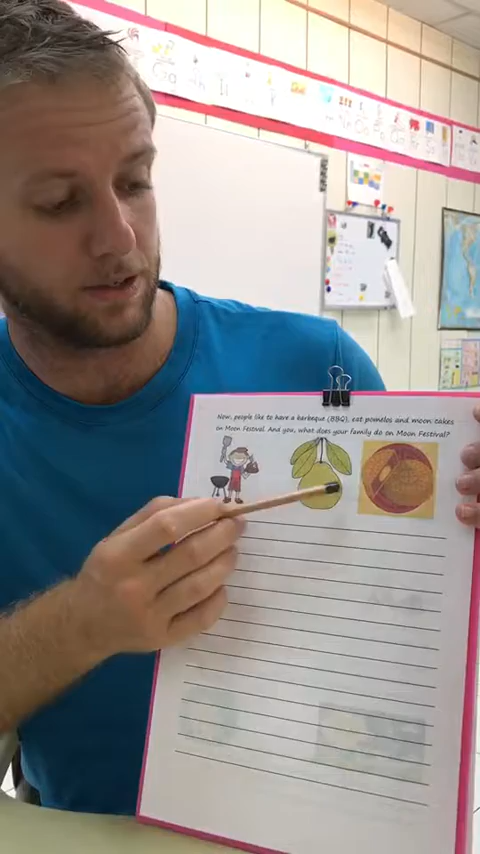 Now, people like to have a barbeque (BBQ), eat pomelos and moon cakes
on Moon Festival. And you, what does your family do on Moon Festival?